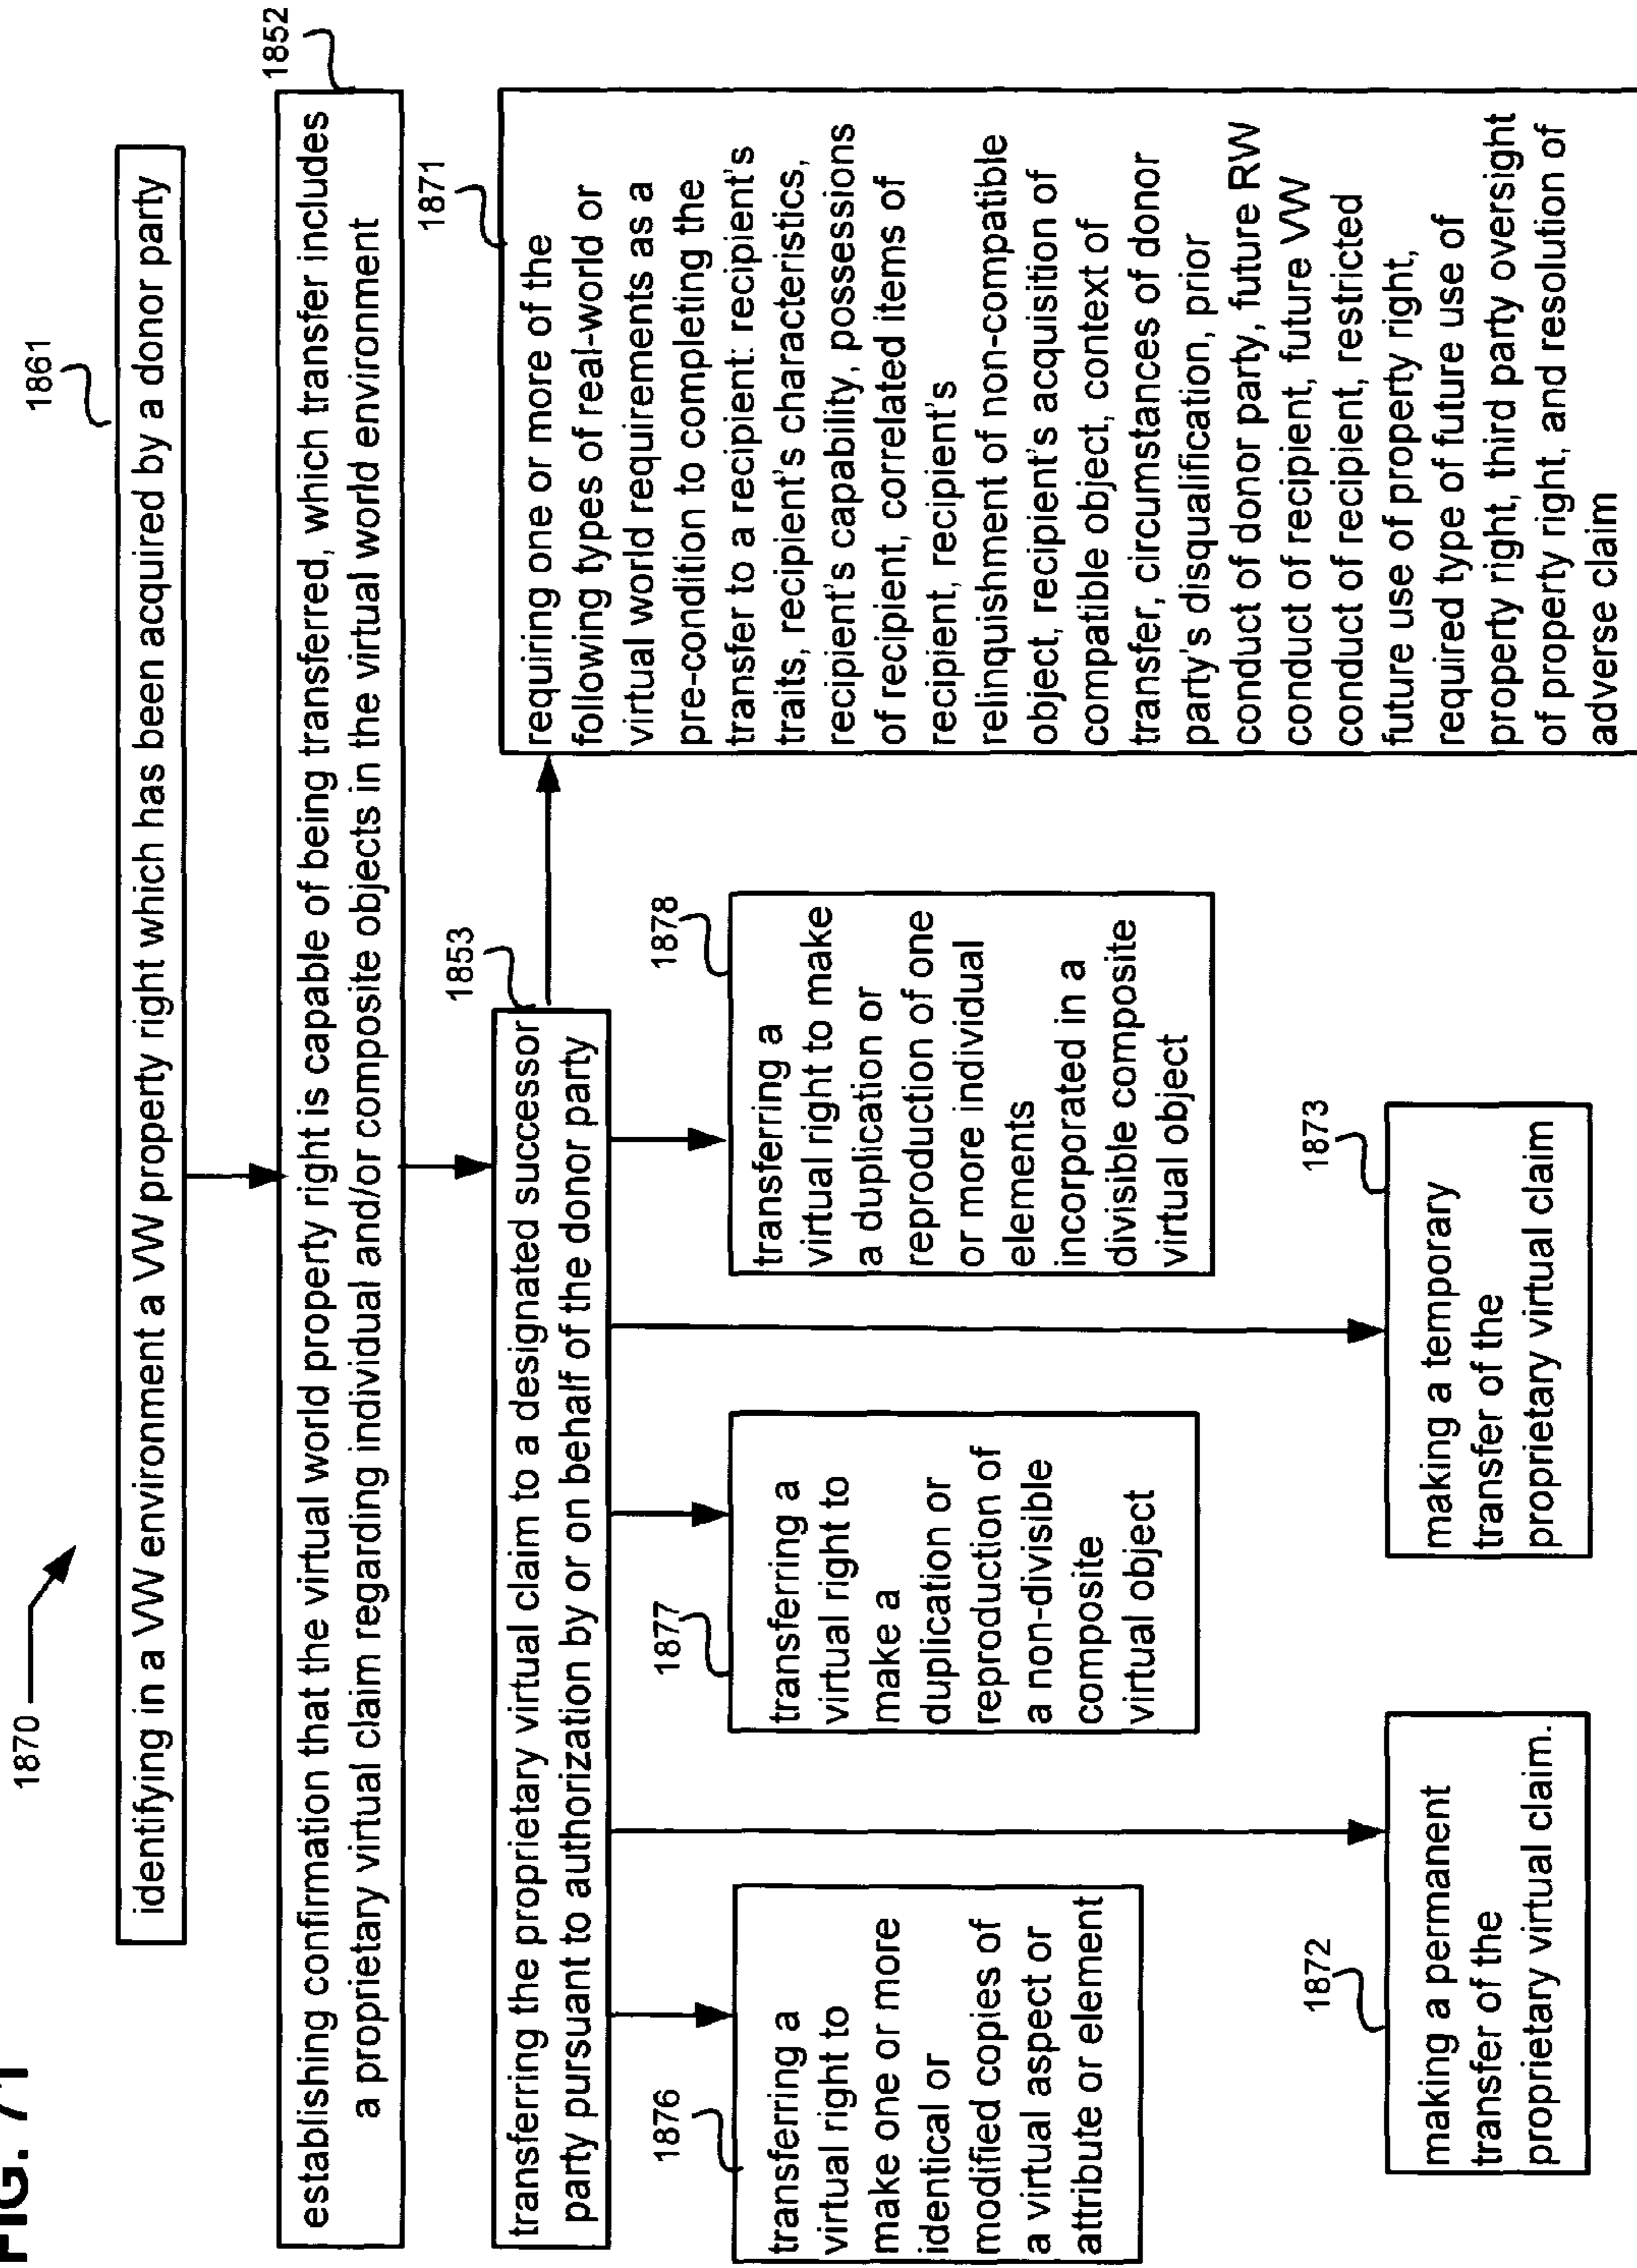 FIG. 71
1870
1861
identifying in a VW environment a VW property right which has been acquired by a donor party
1852
establishing confirmation that the virtual world property right is capable of being transferred, which transfer includes
a proprietary virtual claim regarding individual and/or composite objects in the virtual world environment
1853
transferring the proprietary virtual claim to a designated successor
party pursuant to authorization by or on behalf of the donor party
1871
requiring one or more of the
following types of real-world or
virtual world requirements as a
pre-condition to completing the
transfer to a recipient: recipient's
traits, recipient's characteristics,
recipient's capability, possessions
of recipient, correlated items of
recipient, recipient's
relinquishment of non-compatible
object, recipient's acquisition of
compatible object, context of
transfer, circumstances of donor
party's disqualification, prior
conduct of donor party, future RW
conduct of recipient, future VW
conduct of recipient, restricted
future use of property right,
required type of future use of
property right, third party oversight
of property right, and resolution of
adverse claim
1876
transferring a
virtual right to
make one or more
identical or
modified copies of
a virtual aspect or
attribute or element
1877
transferring a
virtual right to
make a
duplication or
reproduction of
a non-divisible
composite
virtual object
1878
transferring a
virtual right to make
a duplication or
reproduction of one
or more individual
elements
incorporated in a
divisible composite
virtual object
1872
making a permanent
transfer of the
proprietary virtual claim.
1873
making a temporary
transfer of the
proprietary virtual claim